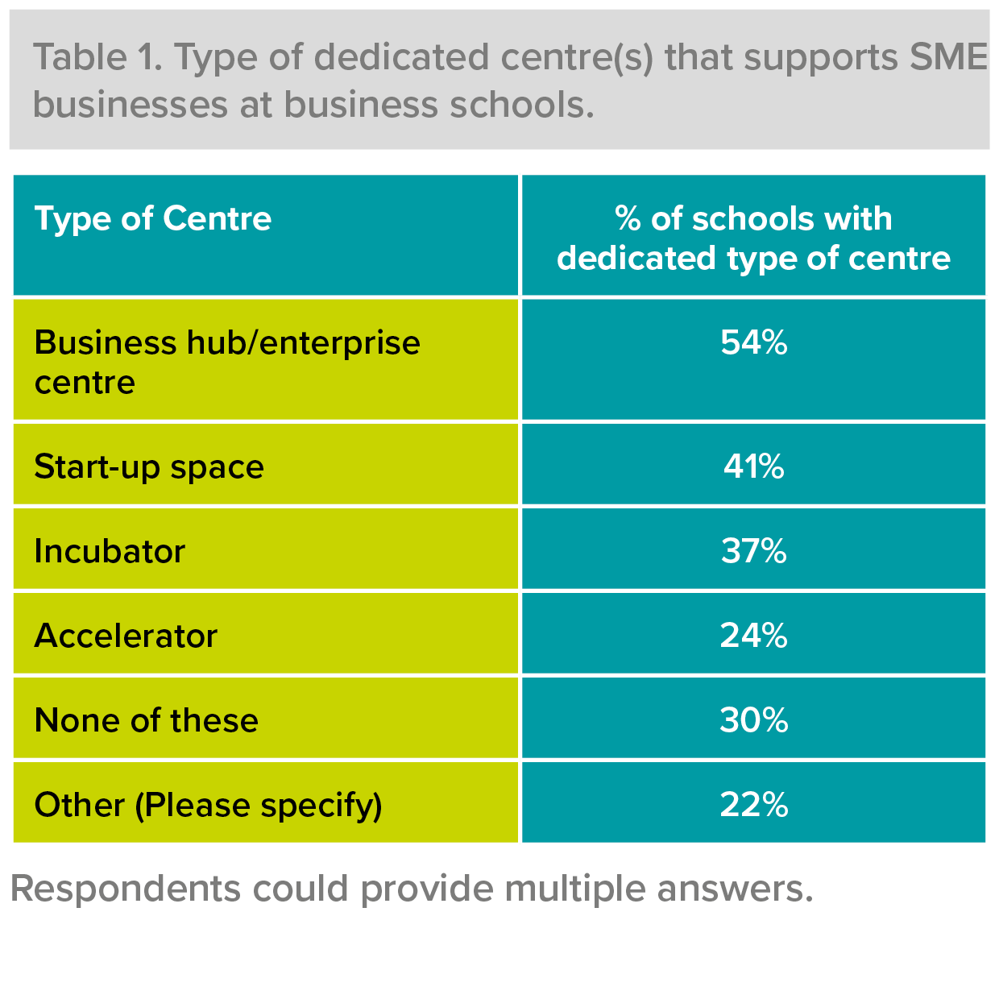 Table 1. Type of dedicated centre(s) that supports SME
businesses at business schools.
Type of Centre
% of schools with
dedicated type of centre
Business hub/enterprise
centre
54%
Start-up space
41%
Incubator
37%
Accelerator
24%
None of these
30%
Other (Please specify)
22%
Respondents could provide multiple answers.